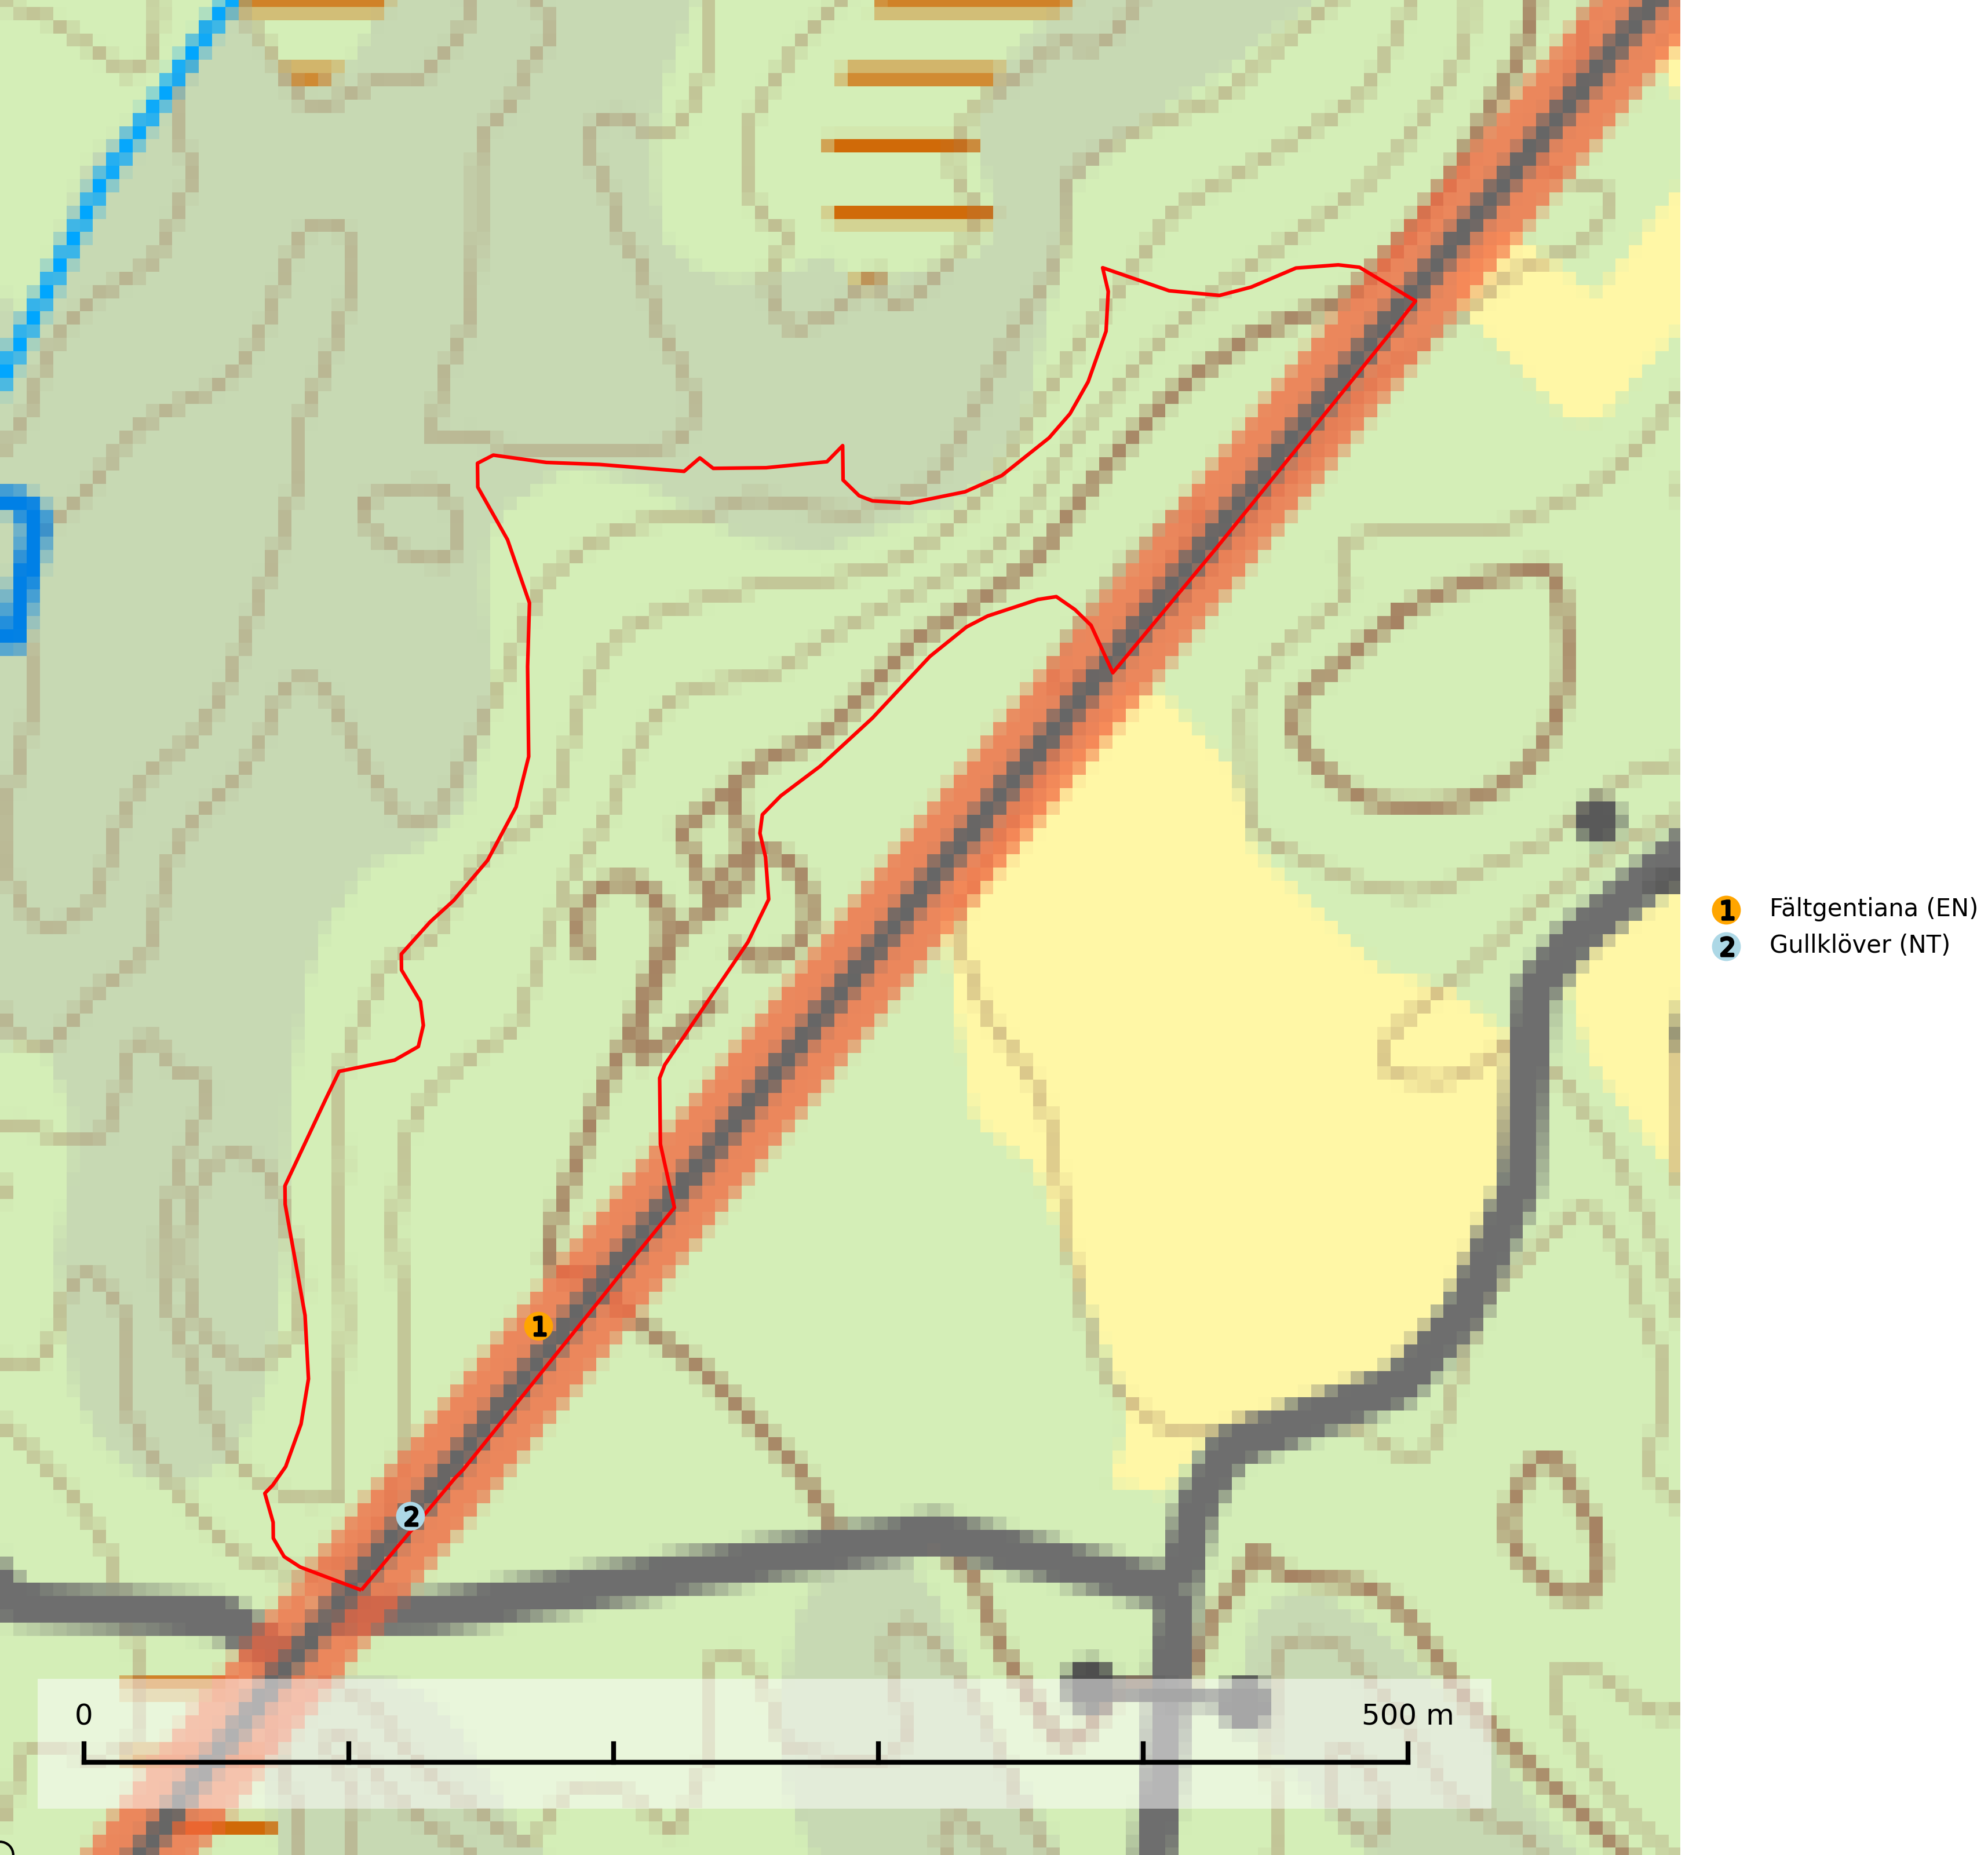 1 Fältgentiana (EN)
2 Gullklöver (NT)
1
2
0 500 m